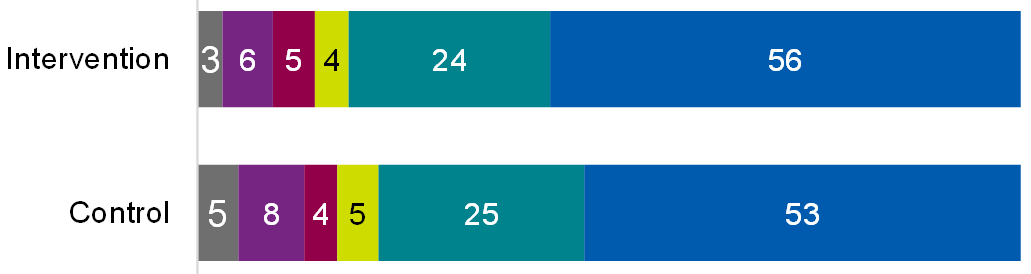 Intervention 3 6 5 4 24 56
Control 5 8 4 5 25 53